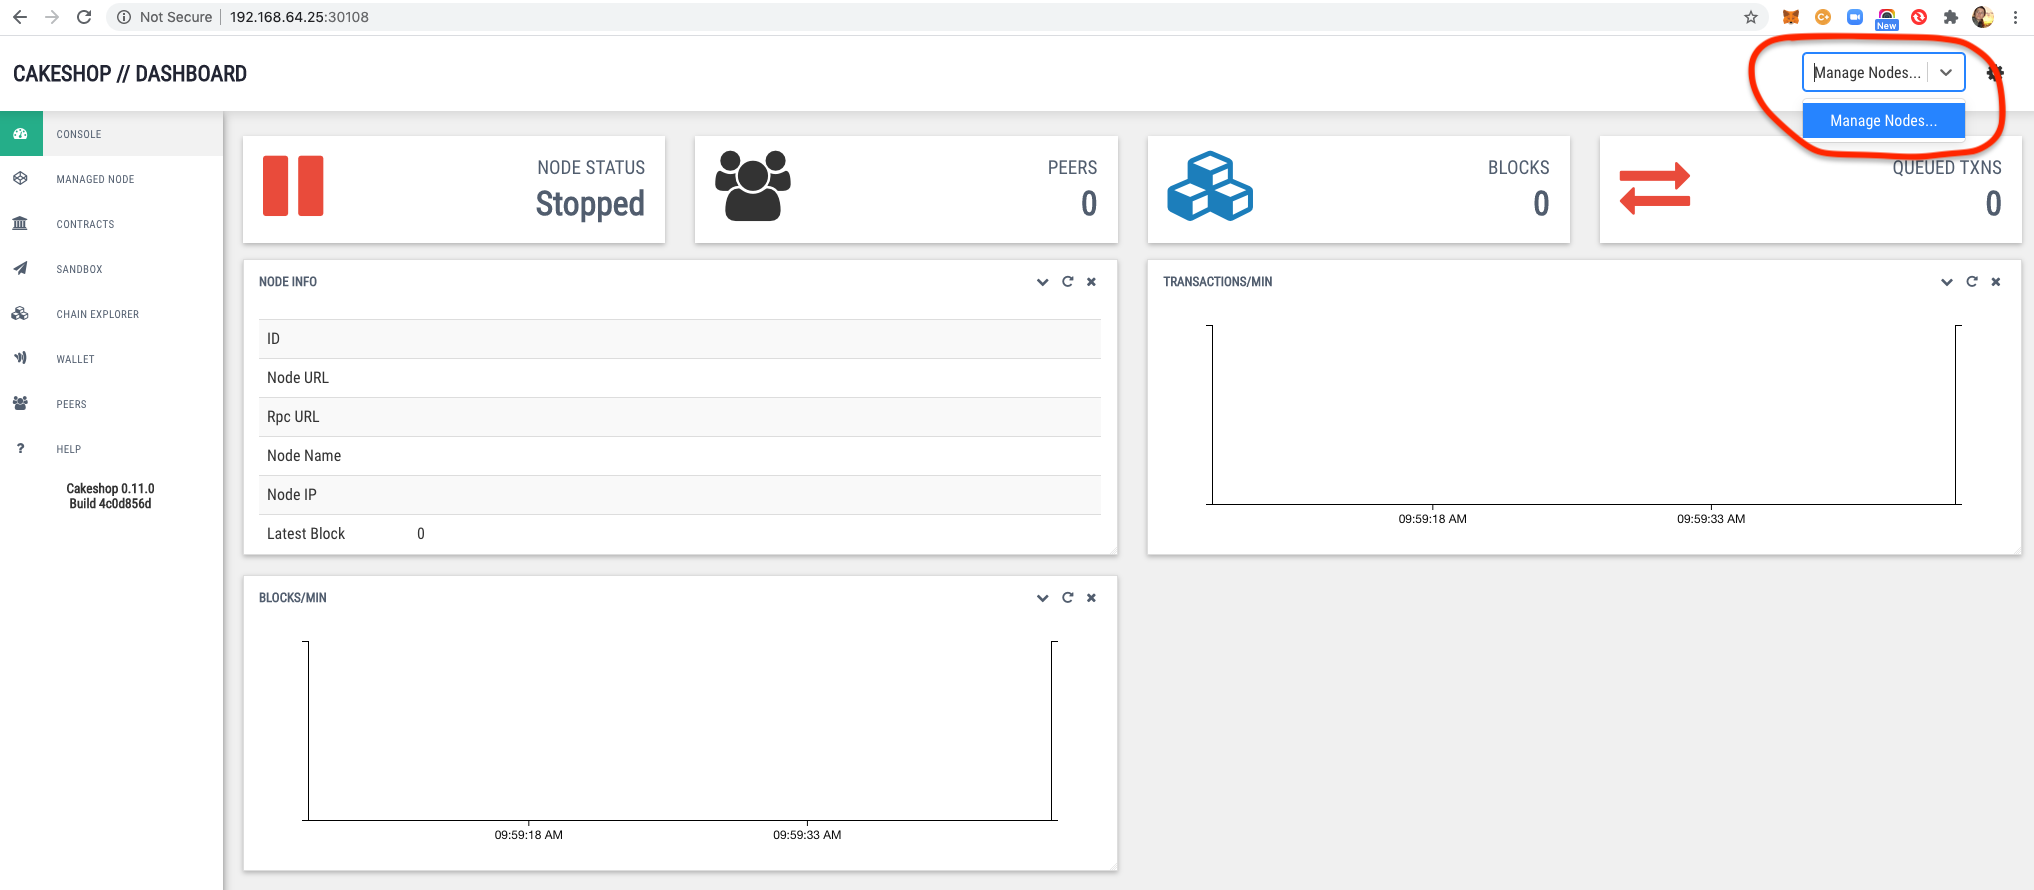 Not Secure | 192.168.64.25:30108
New
CAKESHOP // DASHBOARD
Manage Nodes...
Manage Nodes...
CONSOLE
MANAGED NODE
CONTRACTS
SANDBOX
CHAIN EXPLORER
WALLET
PEERS
HELP
Cakeshop 0.11.0
Build 4c0d856d
NODE STATUS
Stopped
PEERS
0
BLOCKS
0
QUEUED TXNS
0
NODE INFO
ID
Node URL
Rpc URL
Node Name
Node IP
Latest Block 0
TRANSACTIONS/MIN
09:59:18 AM 09:59:33 AM
BLOCKS/MIN
09:59:18 AM 09:59:33 AM